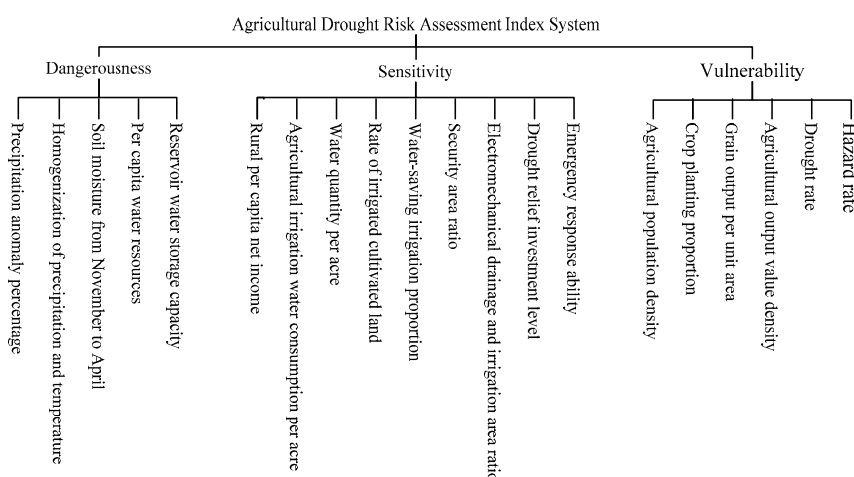 Agricultural Drought Risk Assessment Index System
Dangerousness
Sensitivity
Vulnerability
Precipitation anomaly percentage
Homogenization of precipitation and temperature
Soil moisture from November to April
Per capita water resources
Reservoir water storage capacity
Rural per capita net income
Agricultural irrigation water consumption per acre
Water quantity per acre
Rate of irrigated cultivated land
Water-saving irrigation proportion
Security area ratio
Electromechanical drainage and irrigation area ratio
Drought relief investment level
Emergency response ability
Agricultural population density
Crop planting proportion
Grain output per unit area
Agricultural output value density
Drought rate
Hazard rate